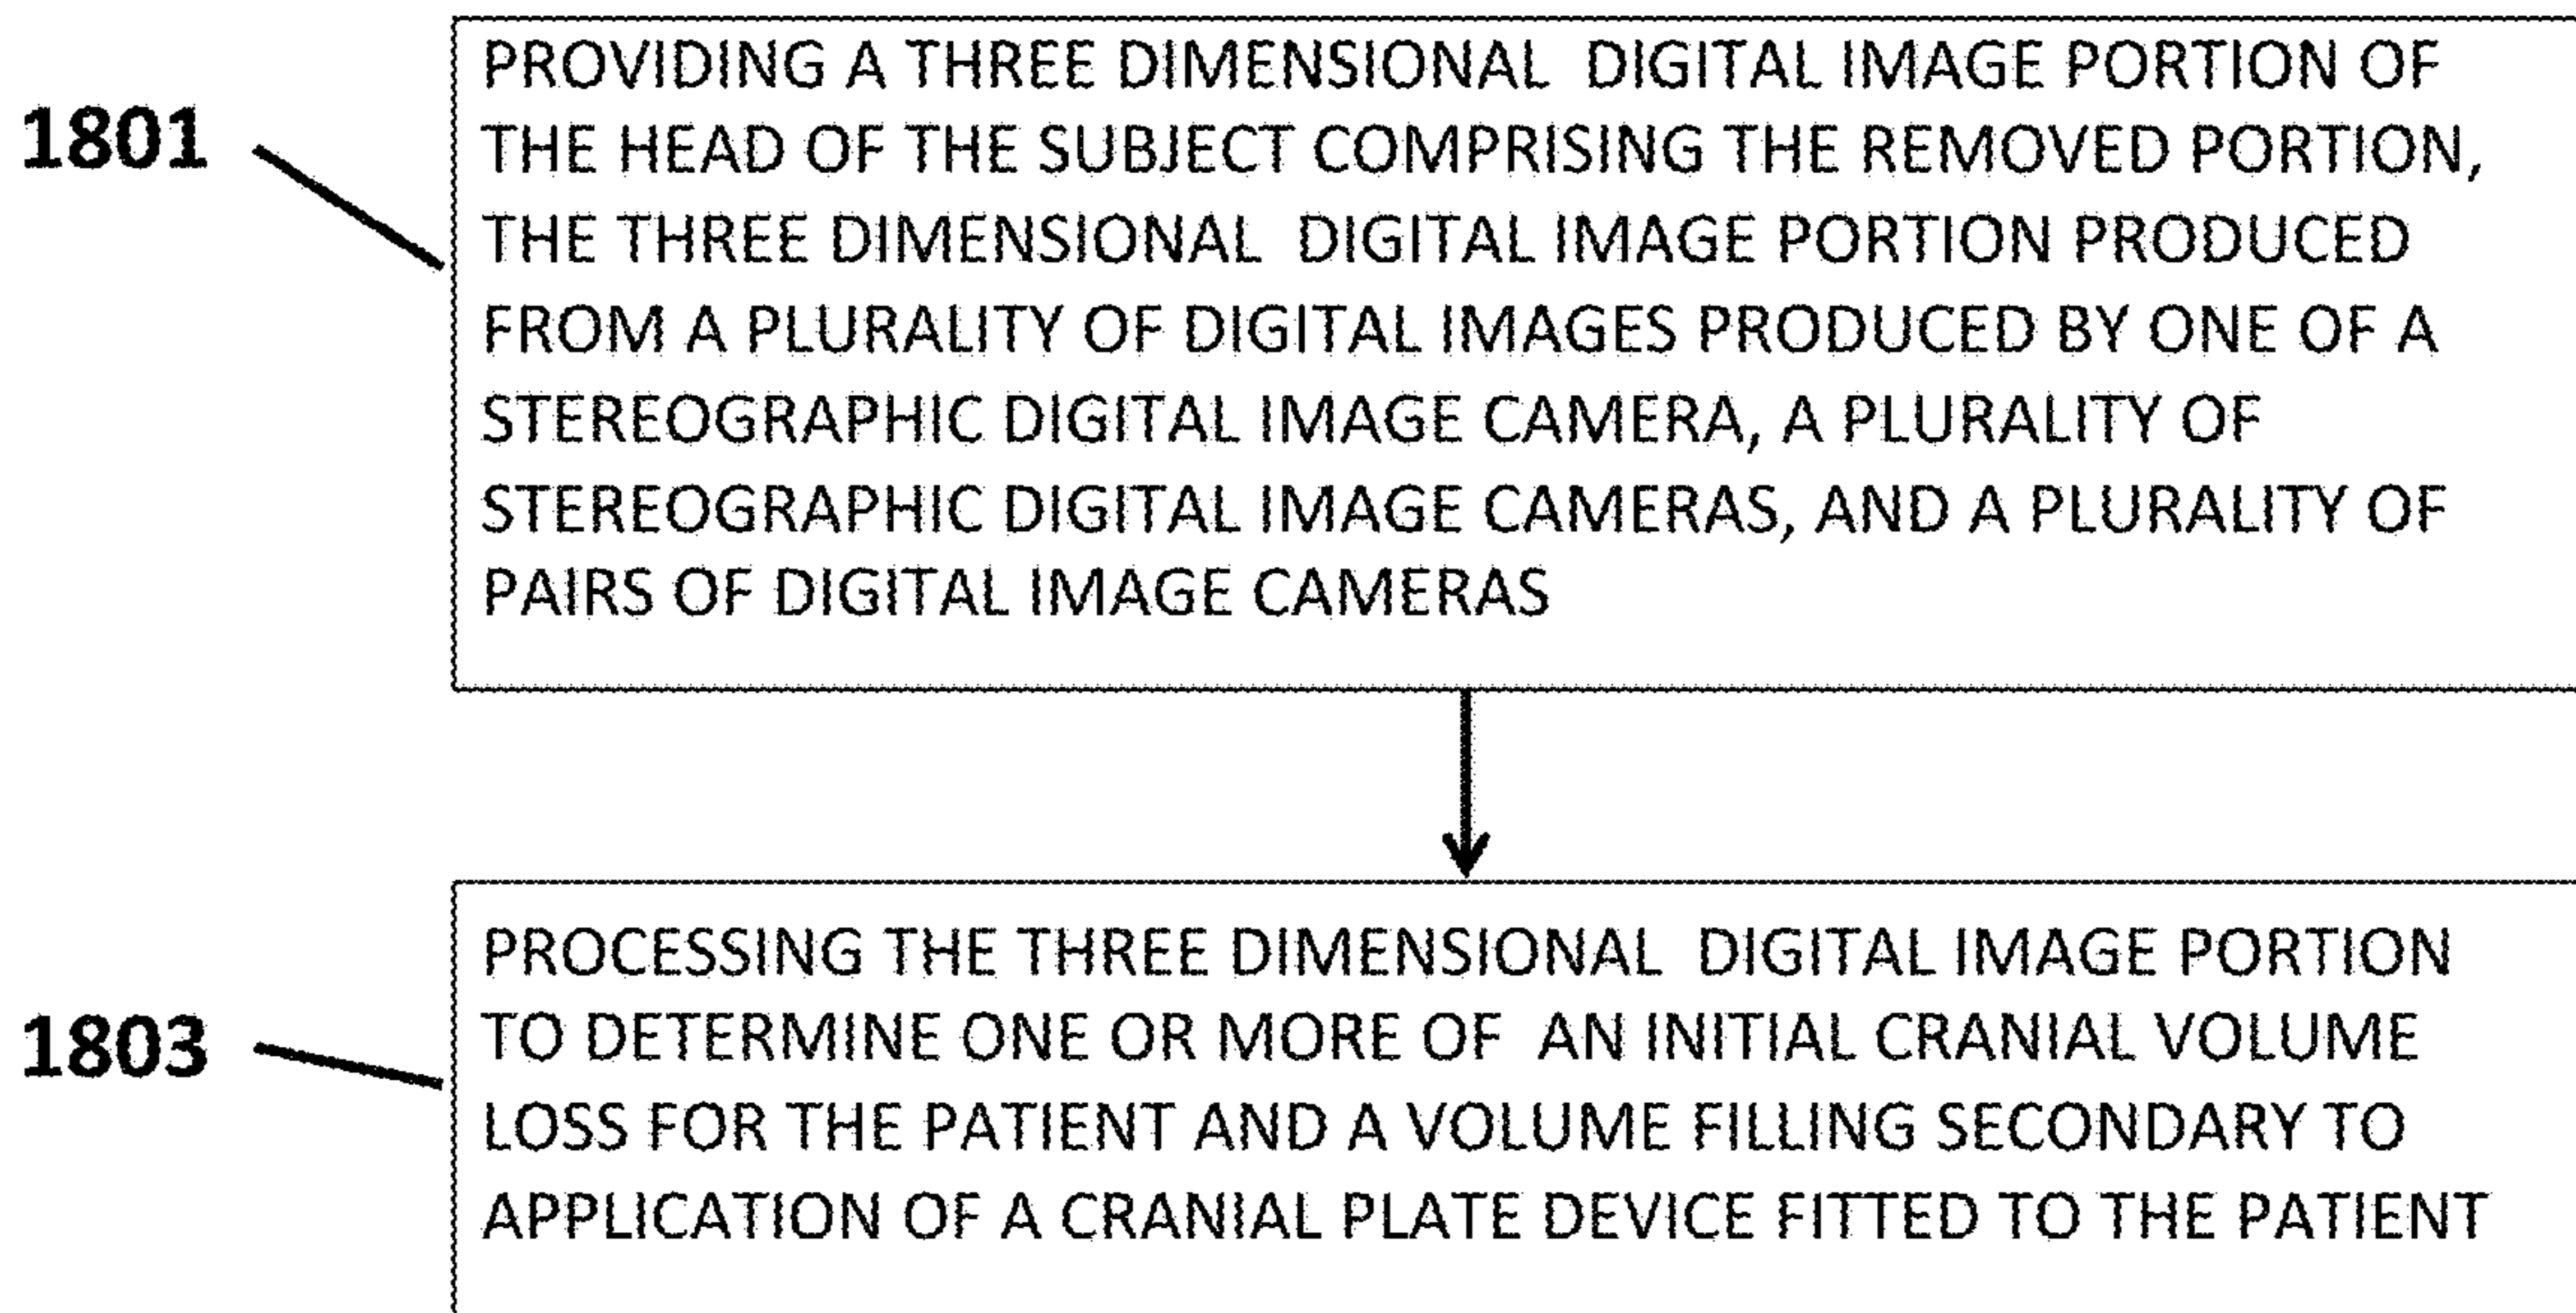 PROVIDING A THREE DIMENSIONAL DIGITAL IMAGE PORTION OF
1801
THE HEAD OF THE SUBJECT COMPRISING THE REMOVED PORTION,
THE THREE DIMENSIONAL DIGITAL IMAGE PORTION PRODUCED
FROM A PLURALITY OF DIGITAL IMAGES PRODUCED BY ONE OF A
STEREOGRAPHIC DIGITAL IMAGE CAMERA, A PLURALITY OF
STEREOGRAPHIC DIGITAL IMAGE CAMERAS, AND A PLURALITY OF
PAIRS OF DIGITAL IMAGE CAMERAS
PROCESSING THE THREE DIMENSIONAL DIGITAL IMAGE PORTION
1803
TO DETERMINE ONE OR MORE OF AN INITIAL CRANIAL VOLUME
LOSS FOR THE PATIENT AND A VOLUME FILLING SECONDARY TO
APPLICATION OF A CRANIAL PLATE DEVICE FITTED TO THE PATIENT